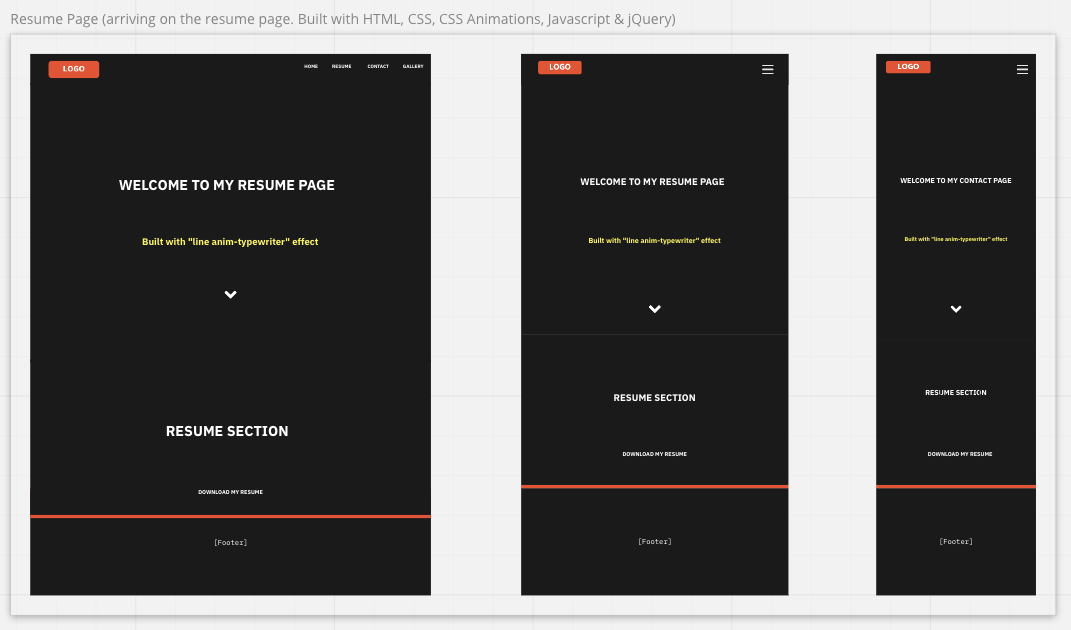 Resume Page (arriving on the resume page. Built with HTML, CSS, CSS Animations, Javascript & jQuery)
LOGO
HOME RESUME CONTACT GALLERY
WELCOME TO MY RESUME PAGE
Built with "line anim-typewriter" effect
RESUME SECTION
DOWNLOAD MY RESUME
[Footer]
LOGO
WELCOME TO MY RESUME PAGE
Built with "line anim-typewriter" effect
RESUME SECTION
DOWNLOAD MY RESUME
[Footer]
LOGO
WELCOME TO MY CONTACT PAGE
Built with "line anim-typewriter" effect
RESUME SECTION
DOWNLOAD MY RESUME
[Footer]